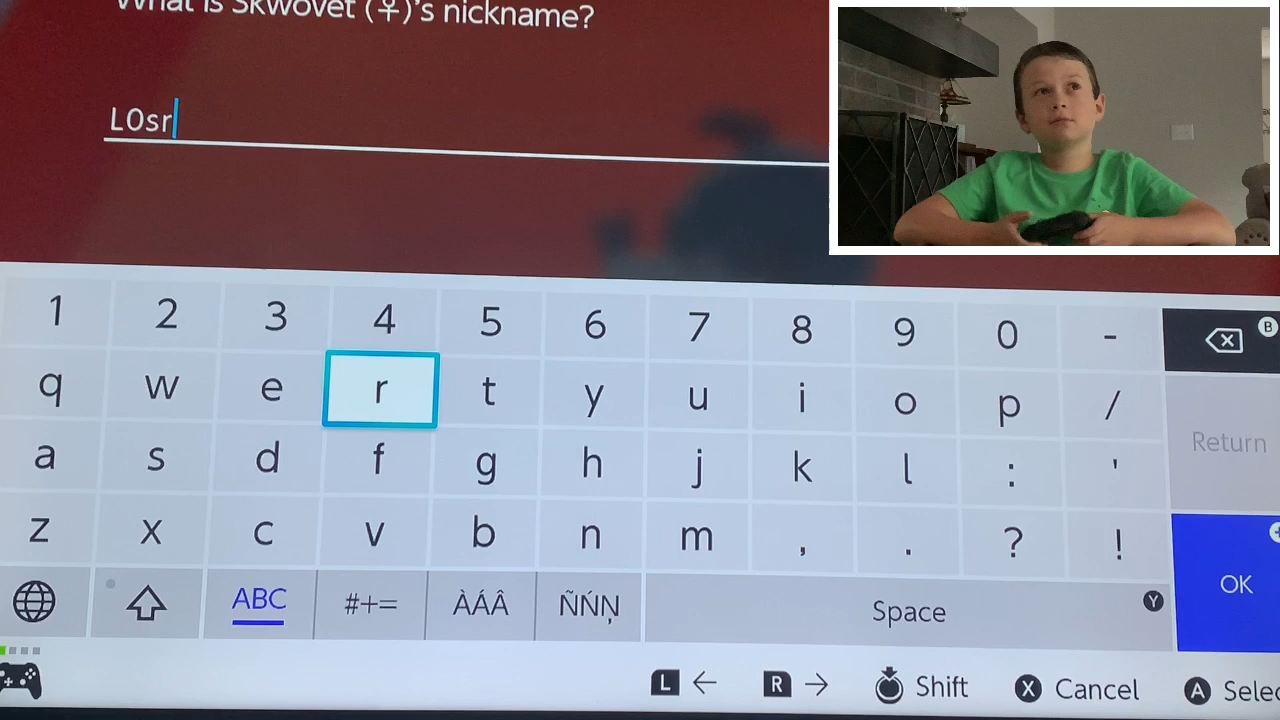 What is Skwovet (♀)'s nickname?
L0sr
1 2 3 4 5 6 7 8 9 0 -
q w e r t y u i o p /
a s d f g h j k l : '
z x c v b n m , . ? !
ABC #+= ÀÁÂ ÑŃŅ Space Y
B
Return
OK
L ← R → Shift X Cancel A